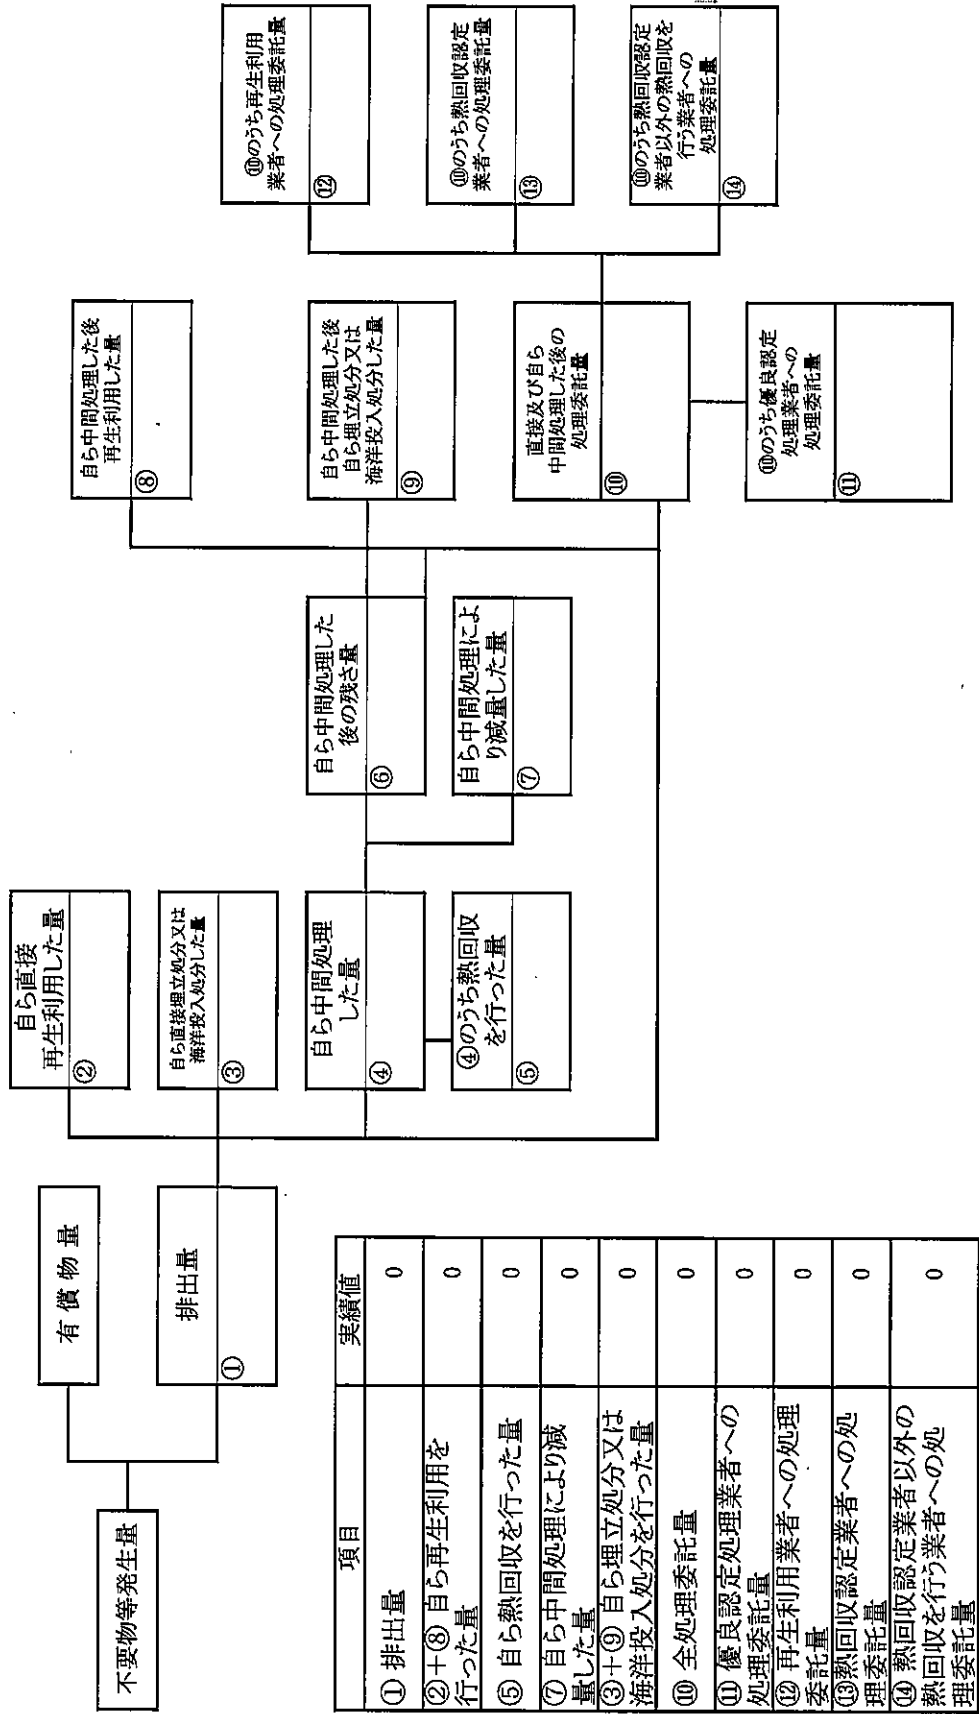 不要物等発生量
有償物量
排出量
①
自ら直接
再生利用した量
②
自ら直接埋立処分又は
海洋投入処分した量
③
自ら中間処理
した量
④
④のうち熱回収
を行った量
⑤
自ら中間処理した
後の残さ量
⑥
自ら中間処理によ
り減量した量
⑦
自ら中間処理した後
再生利用した量
⑧
自ら中間処理した後
自ら埋立処分又は
海洋投入処分した量
⑨
直接及び自ら
中間処理した後の
処理委託量
⑩
⑩のうち優良認定
処理業者への
処理委託量
⑪
⑩のうち再生利用
業者への処理委託量
⑫
⑩のうち熱回収認定
業者への処理委託量
⑬
⑩のうち熱回収認定
業者以外の熱回収を
行う業者への
処理委託量
⑭
項目 実績値
①排出量 0
②+⑧自ら再生利用を
行った量 0
⑤自ら熱回収を行った量 0
⑦自ら中間処理により減
量した量 0
③+⑨自ら埋立処分又は
海洋投入処分を行った量 0
⑩全処理委託量 0
⑪優良認定処理業者への
処理委託量 0
⑫再生利用業者への処理
委託量 0
⑬熱回収認定業者への処
理委託量 0
⑭熱回収認定業者以外の
熱回収を行う業者への処
理委託量 0